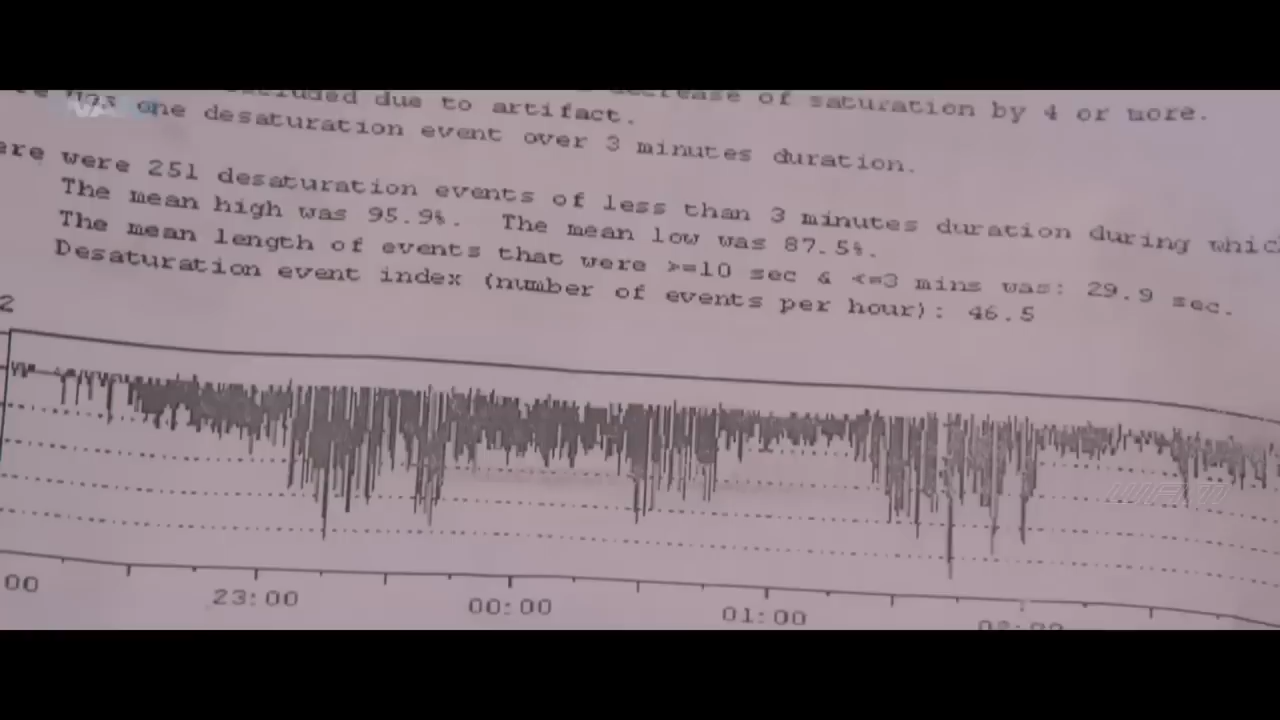 due to artifact. decrease of saturation by 4 or more.
was one desaturation event over 3 minutes duration.
were 251 desaturation events of less than 3 minutes duration during
The mean high was 95.9%. The mean low was 87.5%.
The mean length of events that were >=10 sec & <=3 mins was: 29.9 sec.
Desaturation event index (number of events per hour): 46.5
2
00 23:00 00:00 01:00